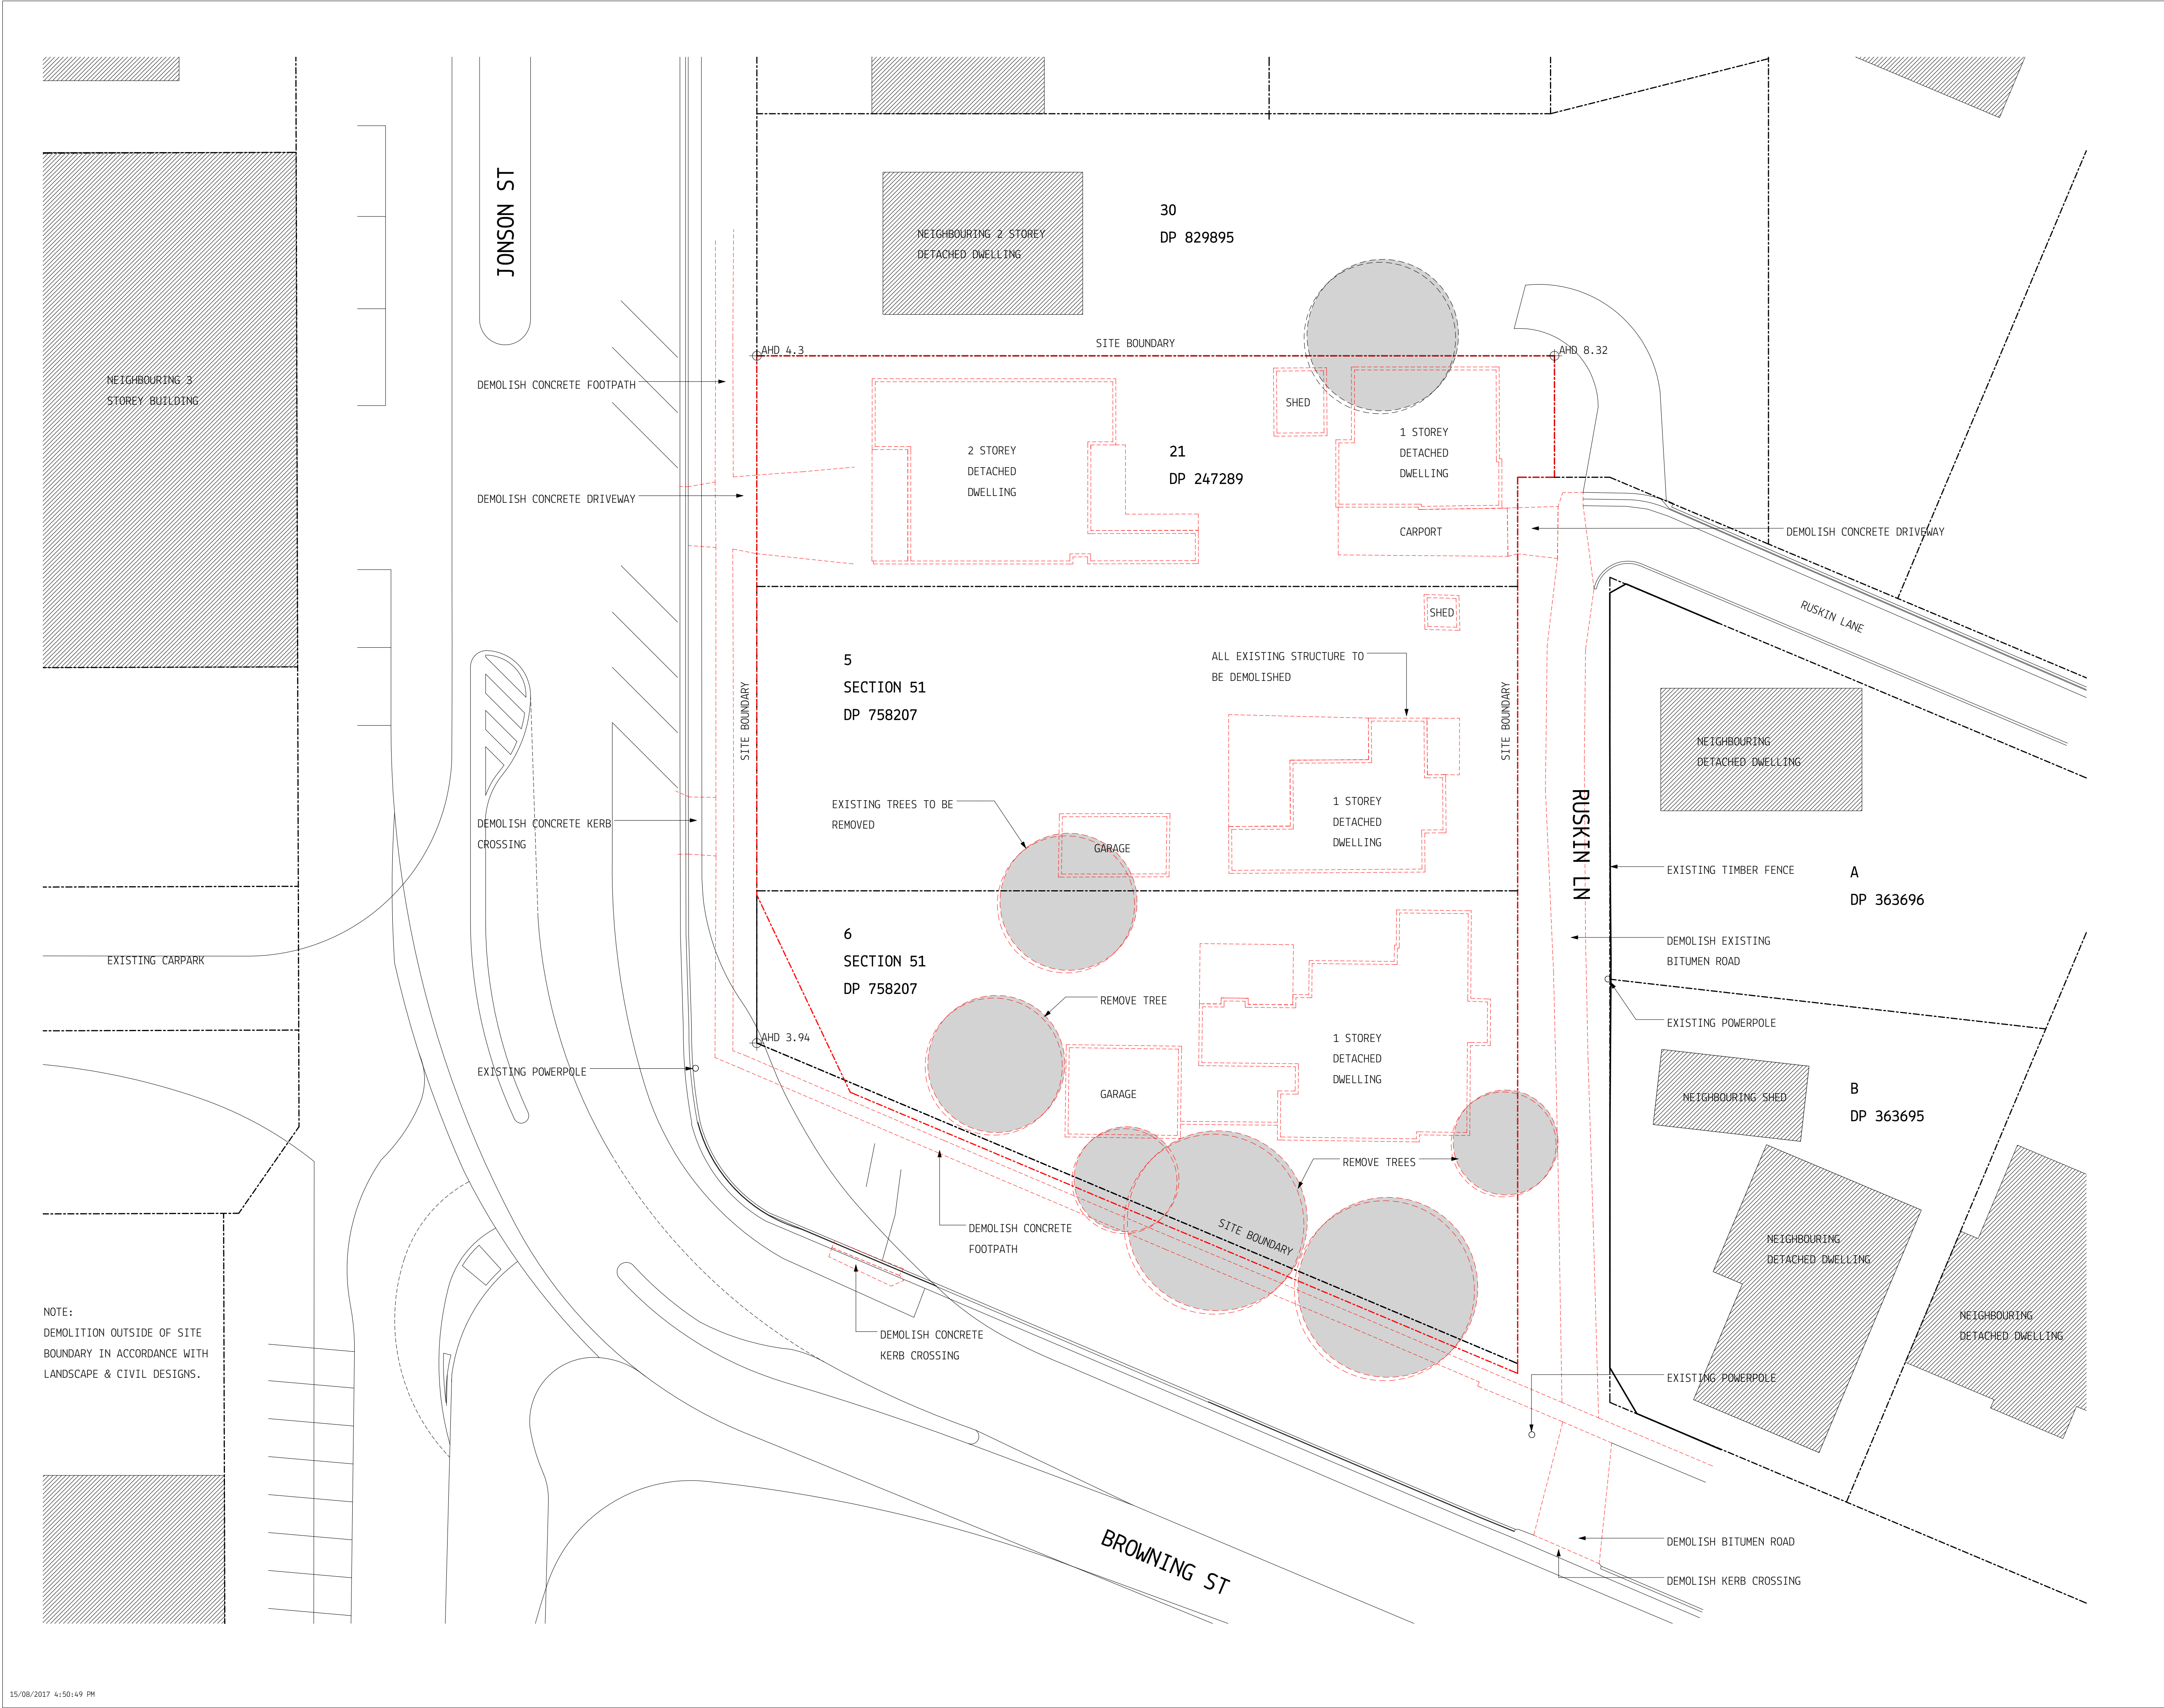 JONSON ST
30
DP 829895
NEIGHBOURING 2 STOREY
DETACHED DWELLING
SITE BOUNDARY
AHD 4.3
AHD 8.32
NEIGHBOURING 3
STOREY BUILDING
DEMOLISH CONCRETE FOOTPATH
SHED
2 STOREY
DETACHED
DWELLING
21
DP 247289
1 STOREY
DETACHED
DWELLING
DEMOLISH CONCRETE DRIVEWAY
CARPORT
DEMOLISH CONCRETE DRIVEWAY
SHED
RUSKIN LANE
5
SECTION 51
DP 758207
ALL EXISTING STRUCTURE TO
BE DEMOLISHED
SITE BOUNDARY
SITE BOUNDARY
NEIGHBOURING
DETACHED DWELLING
EXISTING TREES TO BE
REMOVED
1 STOREY
DETACHED
DWELLING
RUSKIN LN
DEMOLISH CONCRETE KERB
CROSSING
GARAGE
EXISTING TIMBER FENCE
A
DP 363696
6
SECTION 51
DP 758207
DEMOLISH EXISTING
BITUMEN ROAD
EXISTING CARPARK
REMOVE TREE
EXISTING POWERPOLE
AHD 3.94
1 STOREY
DETACHED
DWELLING
EXISTING POWERPOLE
GARAGE
NEIGHBOURING SHED
B
DP 363695
REMOVE TREES
DEMOLISH CONCRETE
FOOTPATH
SITE BOUNDARY
NEIGHBOURING
DETACHED DWELLING
NOTE:
DEMOLITION OUTSIDE OF SITE
BOUNDARY IN ACCORDANCE WITH
LANDSCAPE & CIVIL DESIGNS.
DEMOLISH CONCRETE
KERB CROSSING
NEIGHBOURING
DETACHED DWELLING
EXISTING POWERPOLE
BROWNING ST
DEMOLISH BITUMEN ROAD
DEMOLISH KERB CROSSING
15/08/2017 4:50:49 PM